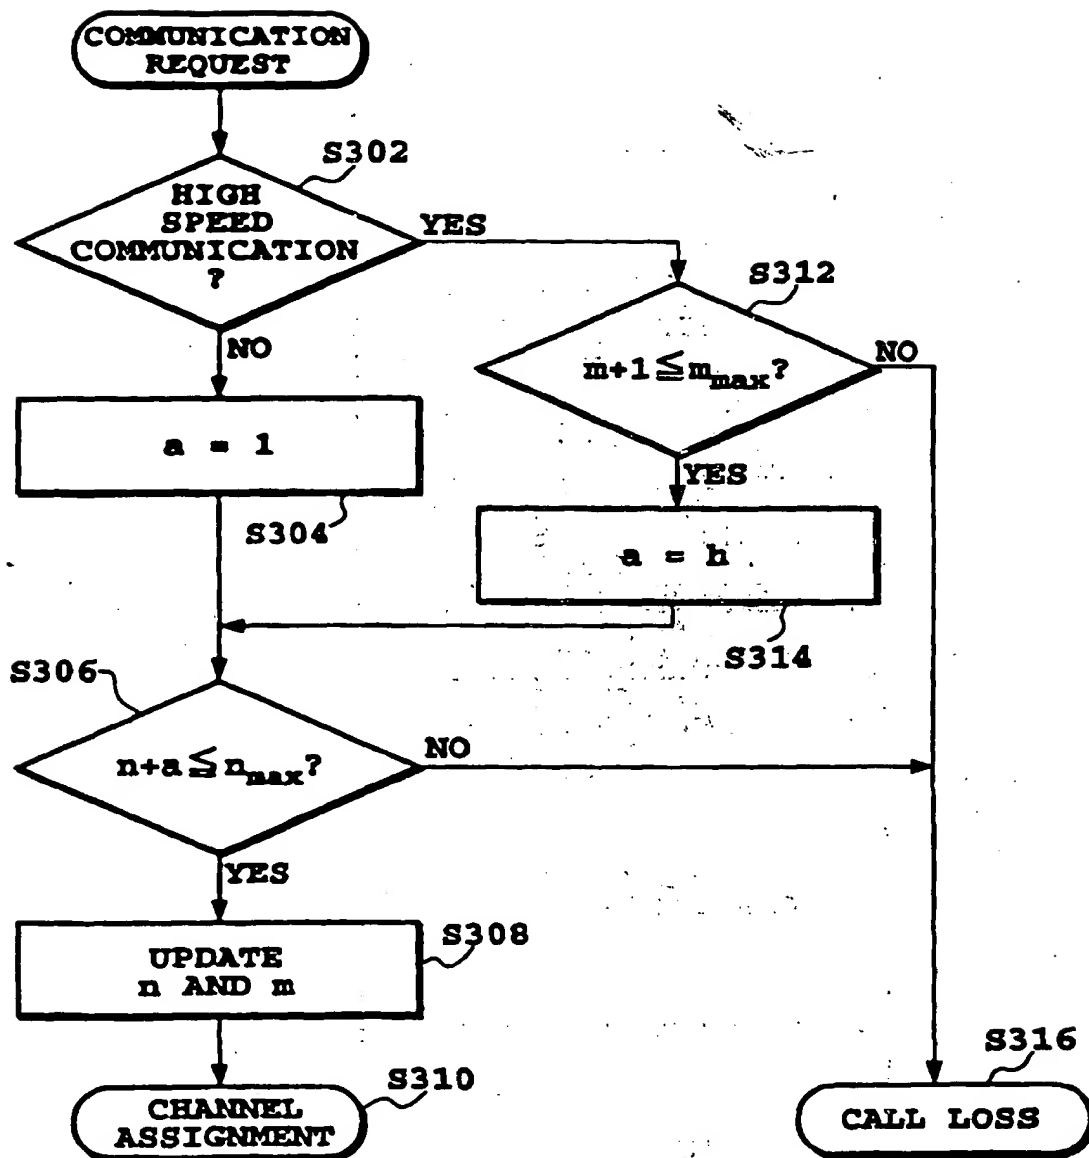 COMMUNICATION
REQUEST
S302
HIGH
SPEED
COMMUNICATION
?
YES
NO
S312
m+1≦m_max?
NO
YES
a = 1
S304
a = h
S314
S306
n+a≦n_max?
NO
YES
UPDATE
n AND m
S308
CHANNEL
ASSIGNMENT
S310
S316
CALL LOSS